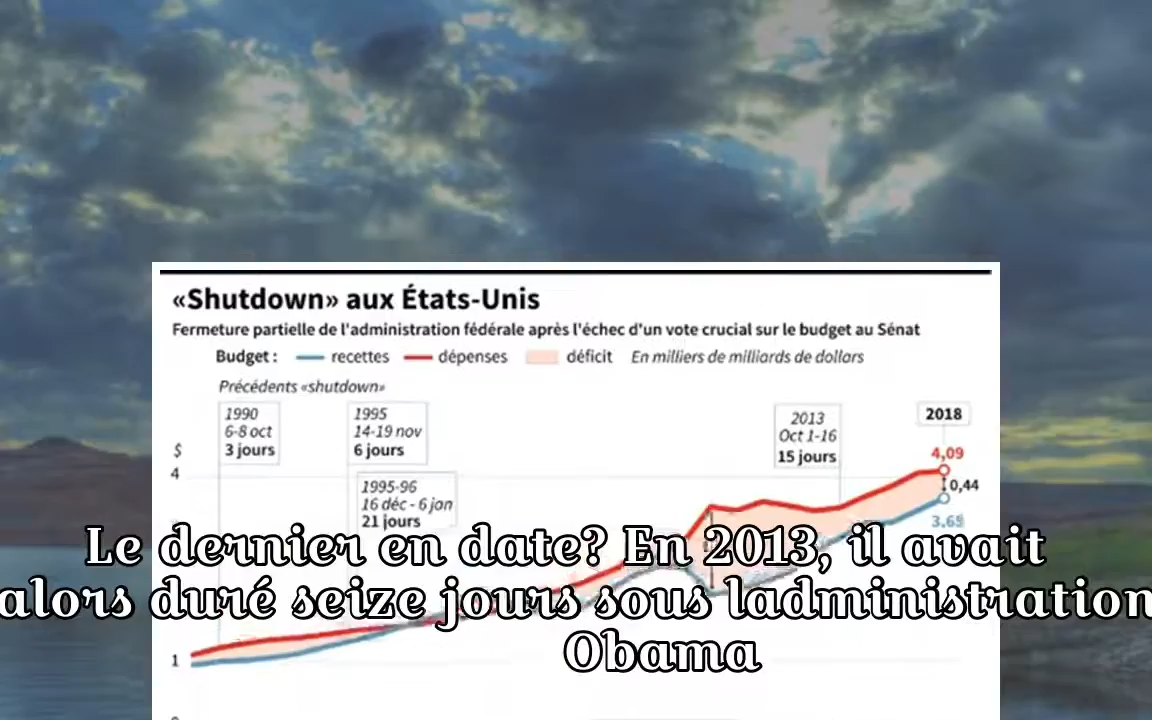 «Shutdown» aux États-Unis
Fermeture partielle de l'administration fédérale après l'échec d'un vote crucial sur le budget au Sénat
Budget : recettes dépenses déficit En milliers de milliards de dollars
Précédents «shutdown»
1990
6-8 oct
3 jours
1995
14-19 nov
6 jours
2013
Oct 1-16
15 jours
2018
$
4
4,09
0,44
1995-96
16 déc - 6 jan
21 jours
Le dernier en date? En 2013, il avait
alors duré seize jours sous ladministration
Obama
1